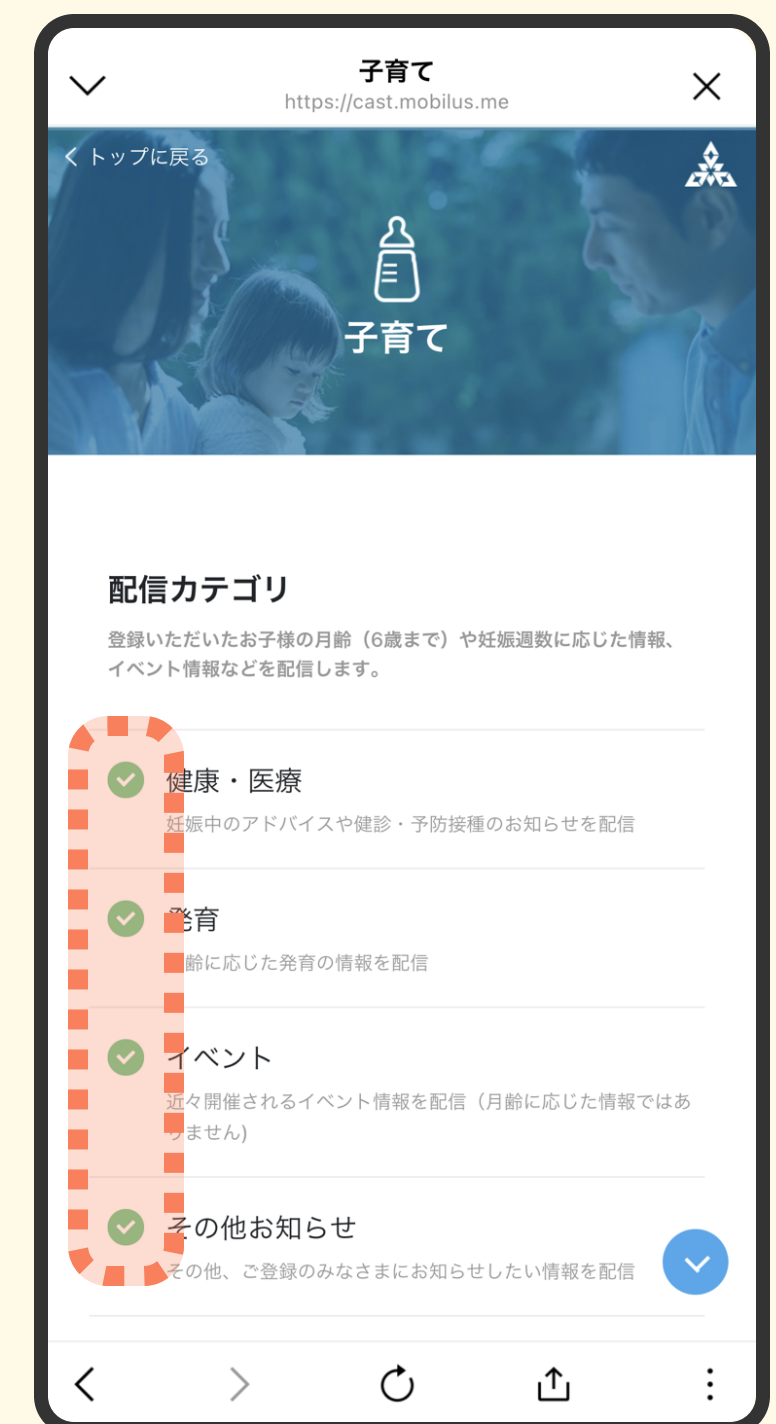 子育て
https://cast.mobilus.me
トップに戻る
子育て
配信カテゴリ
登録いただいたお子様の月齢（6歳まで）や妊娠週数に応じた情報、
イベント情報などを配信します。
健康・医療
妊娠中のアドバイスや健診・予防接種のお知らせを配信
発育
齢に応じた発育の情報を配信
イベント
近々開催されるイベント情報を配信（月齢に応じた情報ではあ
りません)
その他お知らせ
その他、ご登録のみなさまにお知らせしたい情報を配信